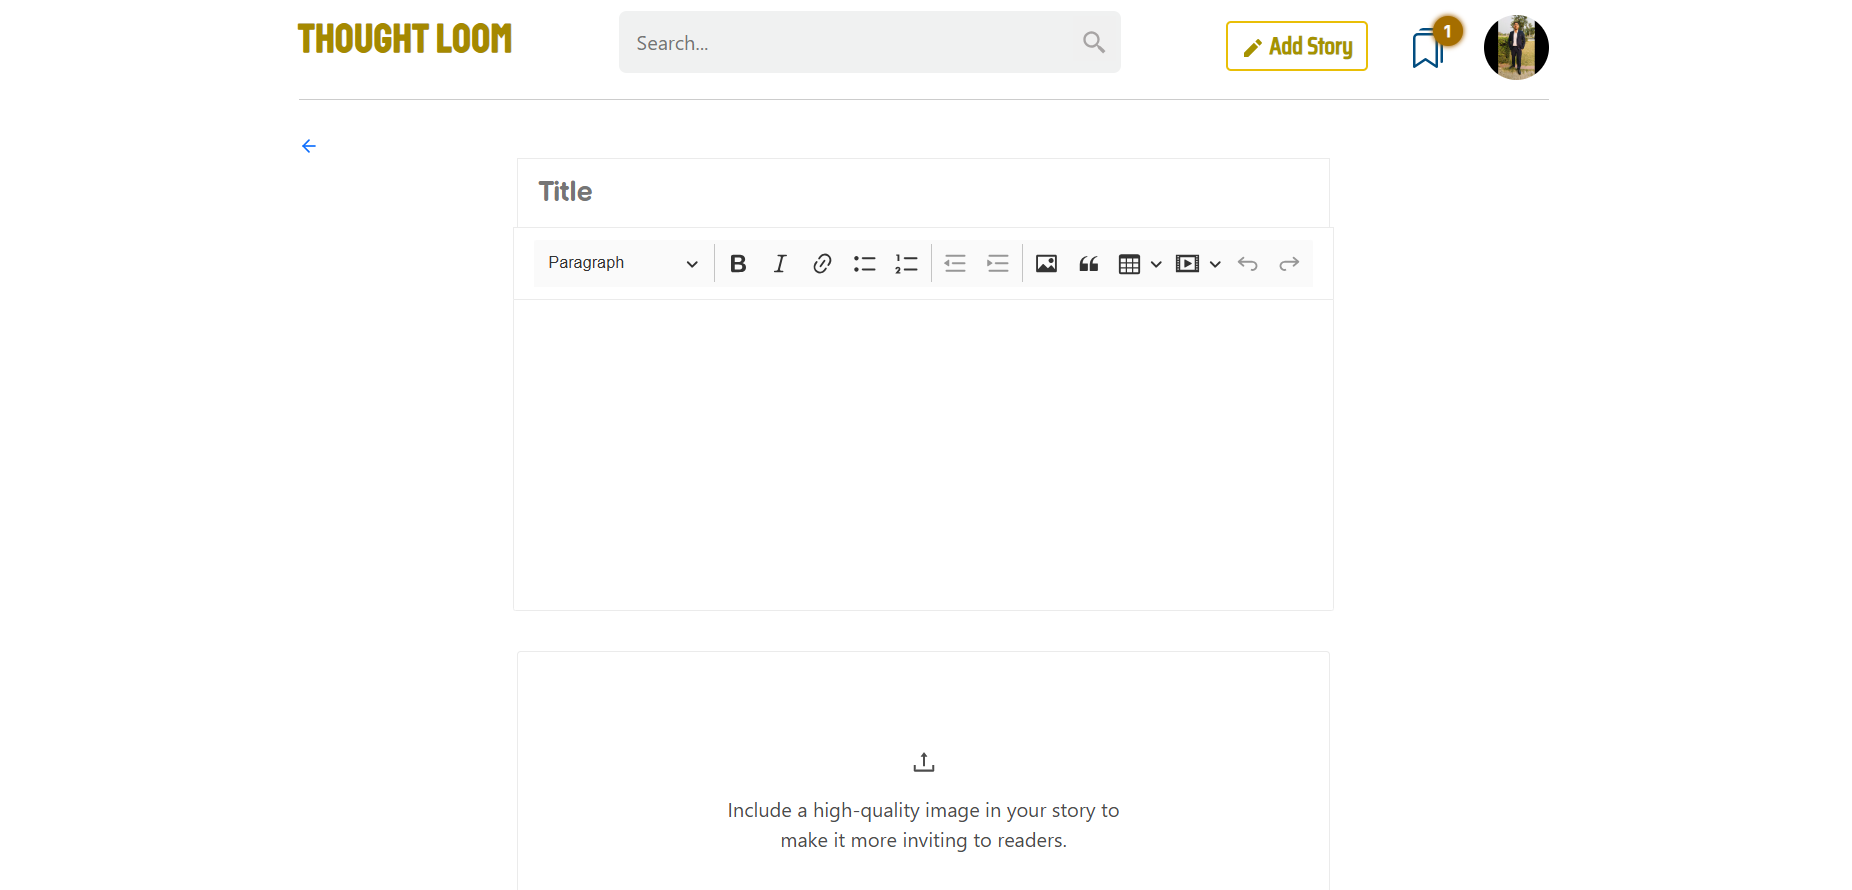 THOUGHT LOOM
Search...
Add Story
1
Title
Paragraph
Include a high-quality image in your story to
make it more inviting to readers.